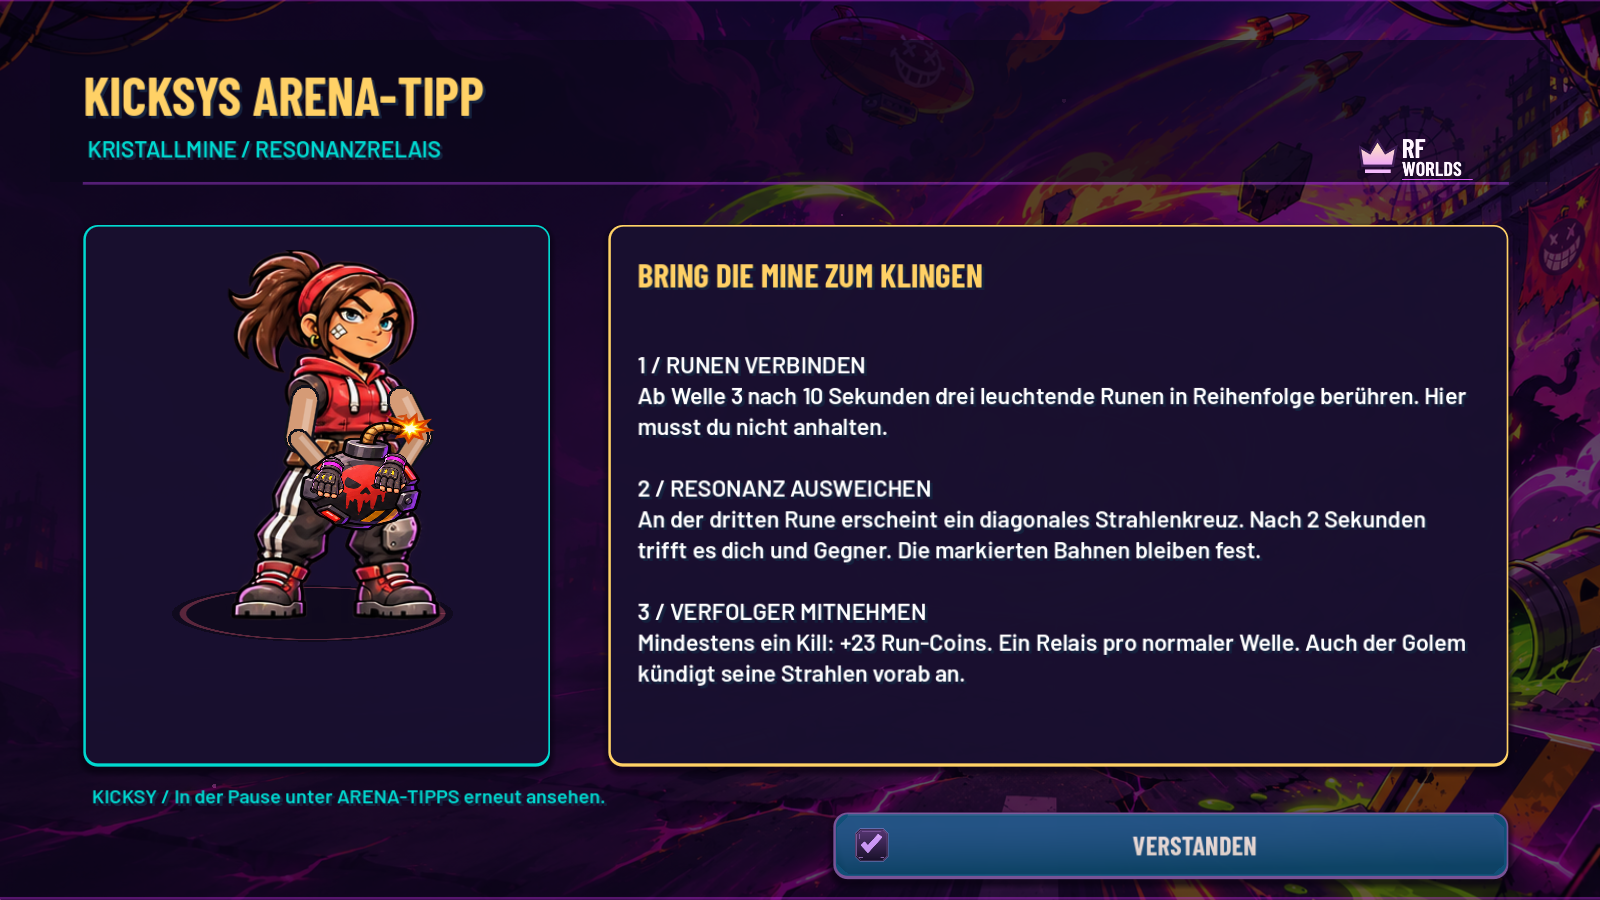 KICKSYS ARENA-TIPP
KRISTALLMINE / RESONANZRELAIS
RF
WORLDS
BRING DIE MINE ZUM KLINGEN
1 / RUNEN VERBINDEN
Ab Welle 3 nach 10 Sekunden drei leuchtende Runen in Reihenfolge berühren. Hier
musst du nicht anhalten.
2 / RESONANZ AUSWEICHEN
An der dritten Rune erscheint ein diagonales Strahlenkreuz. Nach 2 Sekunden
trifft es dich und Gegner. Die markierten Bahnen bleiben fest.
3 / VERFOLGER MITNEHMEN
Mindestens ein Kill: +23 Run-Coins. Ein Relais pro normaler Welle. Auch der Golem
kündigt seine Strahlen vorab an.
KICKSY / In der Pause unter ARENA-TIPPS erneut ansehen.
VERSTANDEN